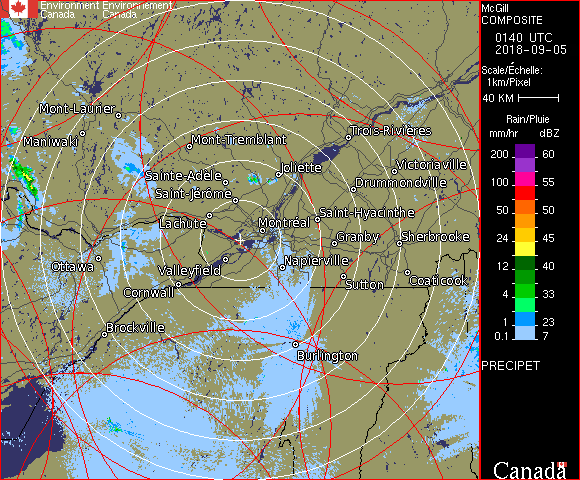 Environment Environnement
Canada Canada
McGill
COMPOSITE
0140 UTC
2018-09-05
Scale/Échelle:
1km/Pixel
40 KM
Rain/Pluie
mm/hr dBZ
200 60
150 57
100 55
50 50
24 45
12 40
4 33
1 23
0.1 7
PRECIPET
Canada
Mont-Laurier
Maniwaki
Mont-Tremblant
Trois-Rivières
Sainte-Adèle
Joliette
Victoriaville
Saint-Jérôme
Drummondville
Lachute
Montréal
Saint-Hyacinthe
Granby
Sherbrooke
Ottawa
Valleyfield
Napierville
Cornwall
Sutton
Coaticook
Brockville
Burlington